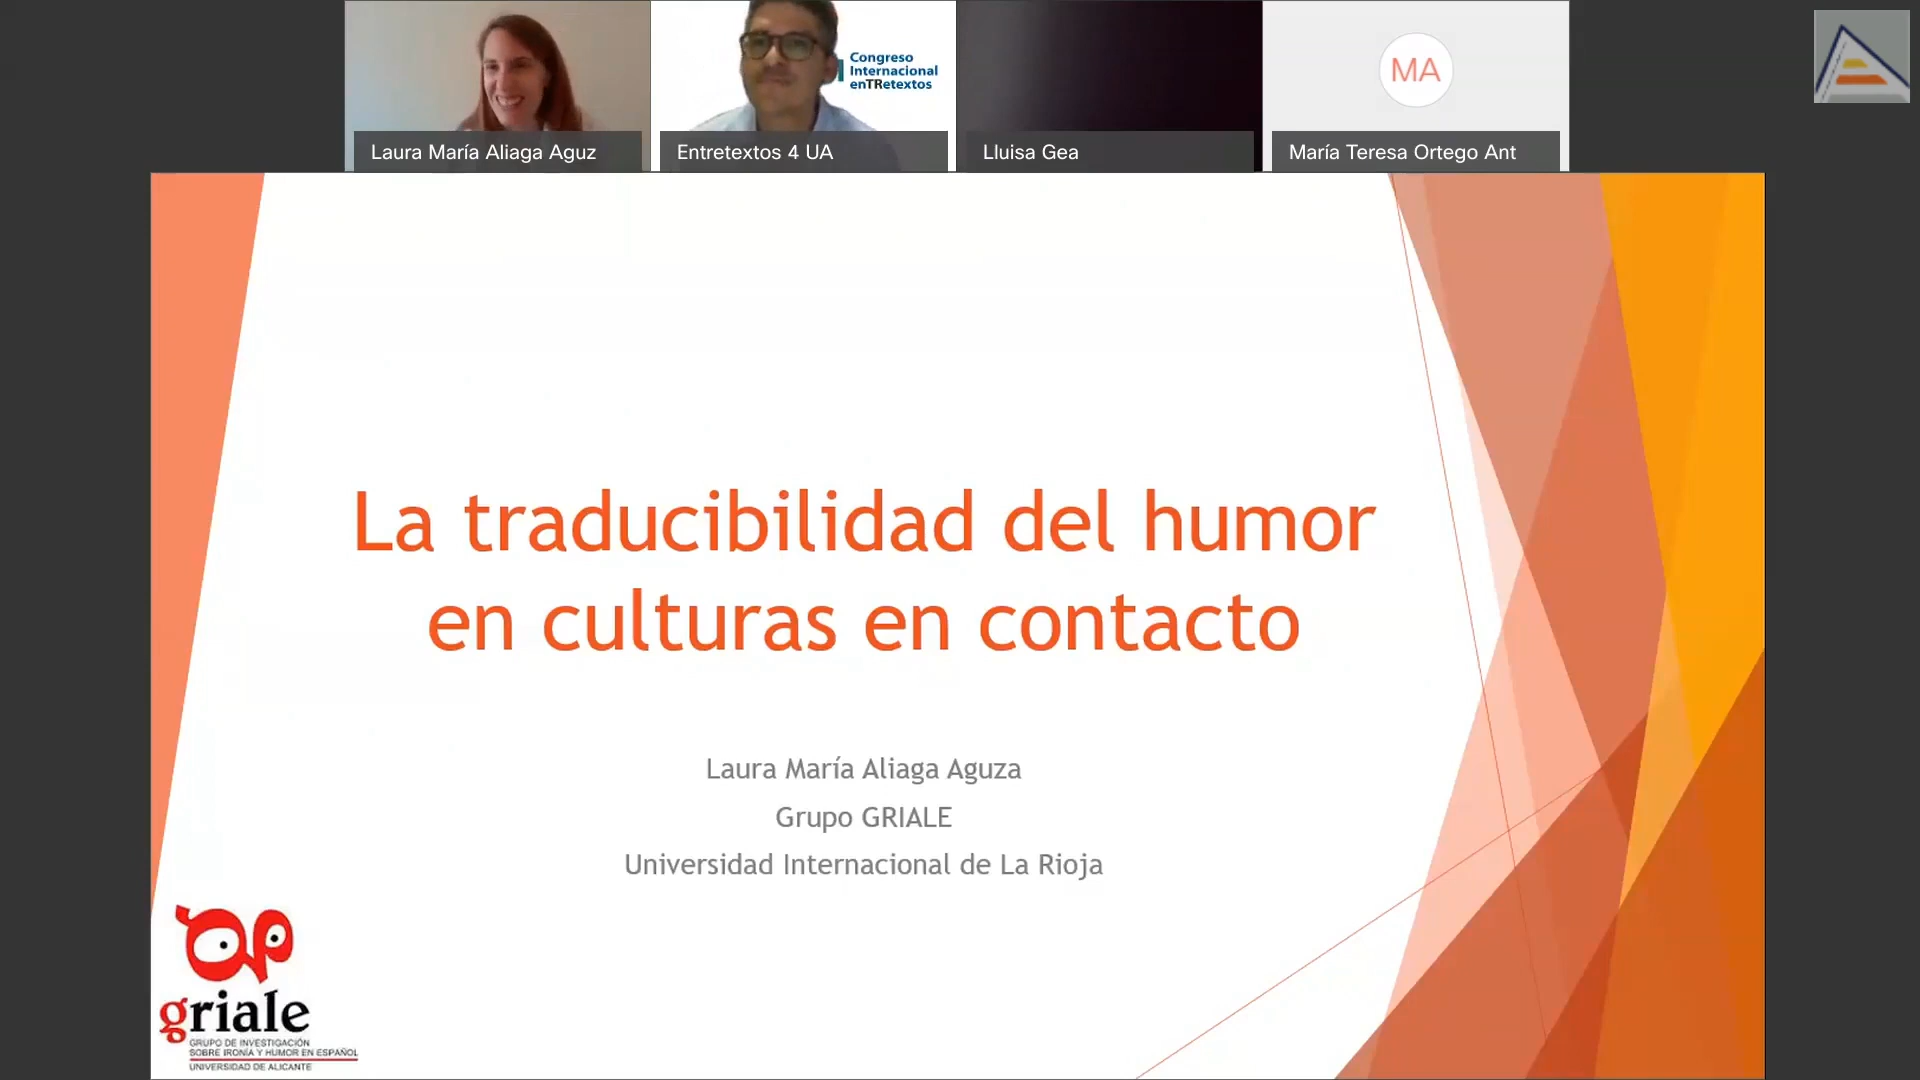 Congreso
Internacional
enTRetextos
MA
Laura María Aliaga Aguz
Entretextos 4 UA
Lluisa Gea
María Teresa Ortego Ant
La traducibilidad del humor
en culturas en contacto
Laura María Aliaga Aguza
Grupo GRIALE
Universidad Internacional de La Rioja
griale
GRUPO DE INVESTIGACIÓN
SOBRE IRONÍA Y HUMOR EN ESPAÑOL
UNIVERSIDAD DE ALICANTE